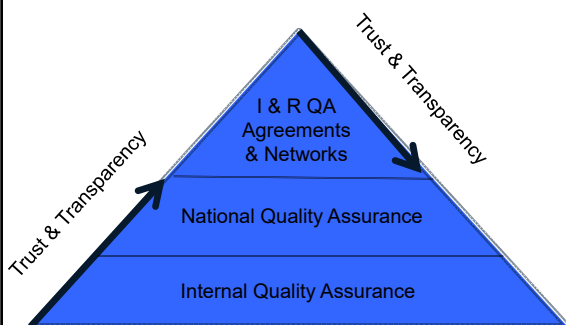 Trust & Transparency
I & R QA
Agreements
& Networks
Trust & Transparency
National Quality Assurance
Internal Quality Assurance